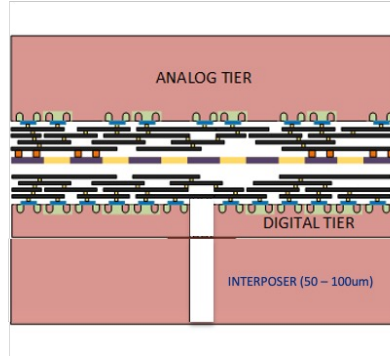 ANALOG TIER
DIGITAL TIER
INTERPOSER (50 – 100um)